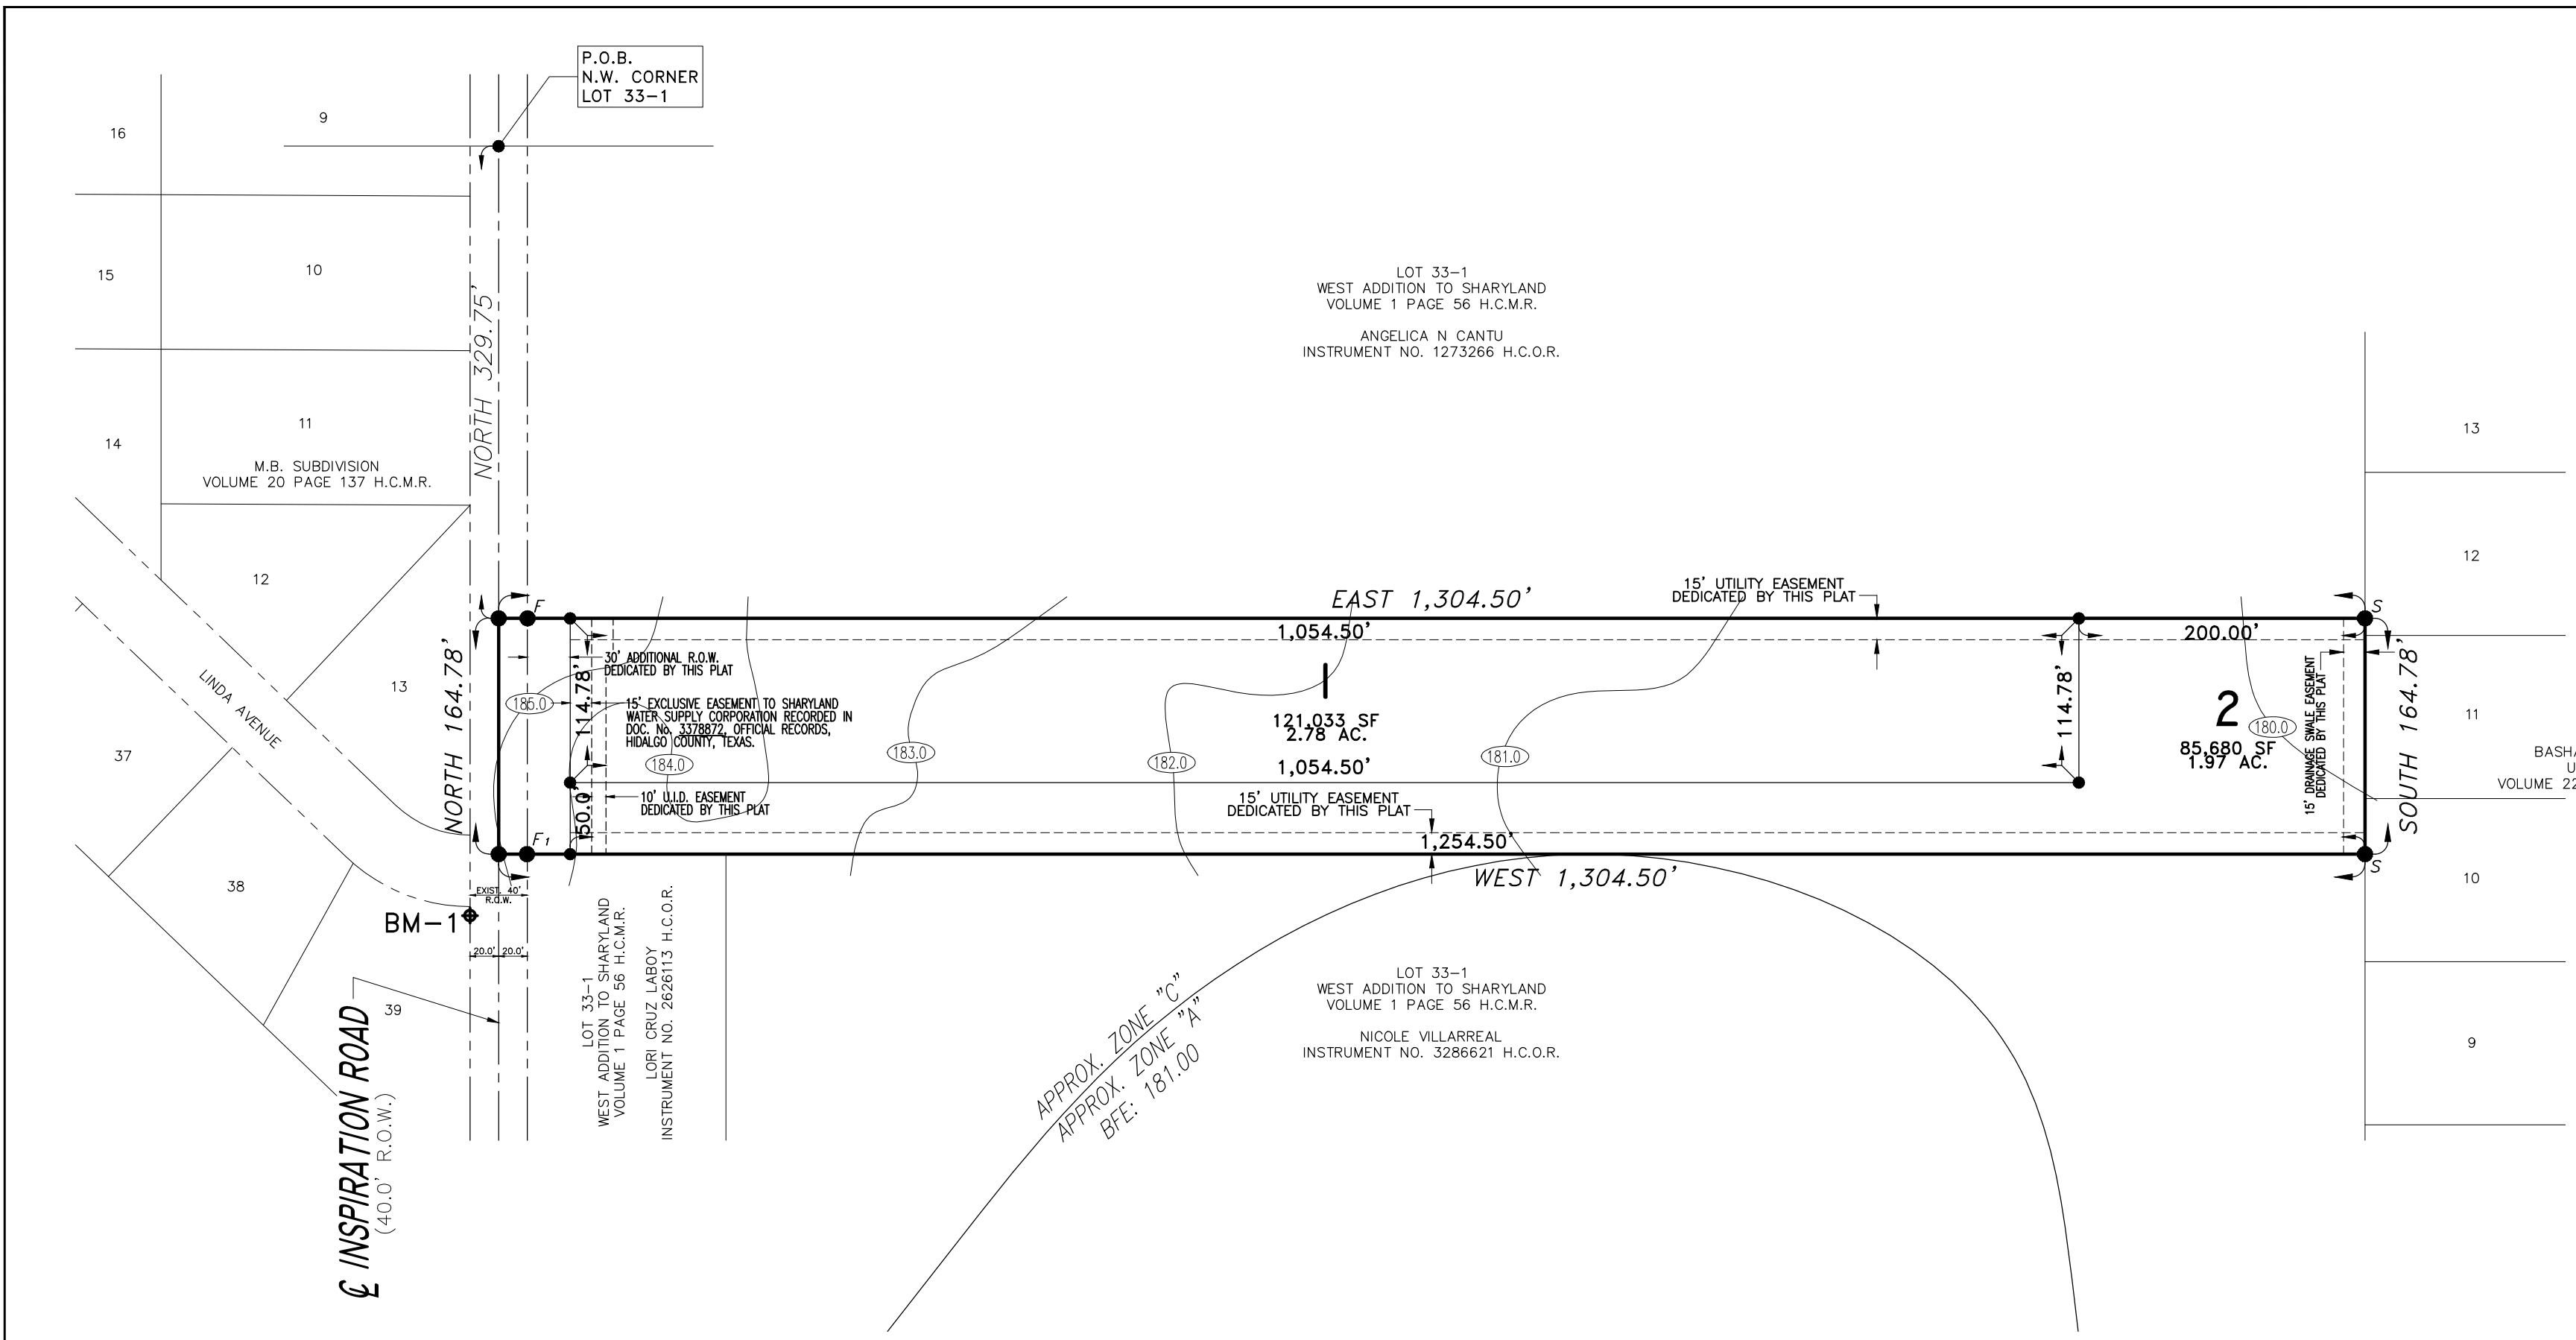 P.O.B.
N.W. CORNER
LOT 33-1
16
9
15
10
14
11
M.B. SUBDIVISION
VOLUME 20 PAGE 137 H.C.M.R.
12
13
37
38
39
LINDA AVENUE
NORTH 329.75'
NORTH 164.78'
LOT 33-1
WEST ADDITION TO SHARYLAND
VOLUME 1 PAGE 56 H.C.M.R.
ANGELICA N CANTU
INSTRUMENT NO. 1273266 H.C.O.R.
EAST 1,304.50'
15' UTILITY EASEMENT
DEDICATED BY THIS PLAT
F
S
1,054.50'
200.00'
30' ADDITIONAL R.O.W.
DEDICATED BY THIS PLAT
114.78'
15' EXCLUSIVE EASEMENT TO SHARYLAND
WATER SUPPLY CORPORATION RECORDED IN
DOC. No. 3378872, OFFICIAL RECORDS,
HIDALGO COUNTY, TEXAS.
185.0
184.0
183.0
182.0
181.0
180.0
1
121,033 SF
2.78 AC.
1,054.50'
114.78'
2
85,680 SF
1.97 AC.
15' DRAINAGE SWALE EASEMENT
DEDICATED BY THIS PLAT
SOUTH 164.78'
10' U.I.D. EASEMENT
DEDICATED BY THIS PLAT
50.0'
15' UTILITY EASEMENT
DEDICATED BY THIS PLAT
1,254.50'
F1
S
WEST 1,304.50'
EXIST. 40'
R.O.W.
BM-1
20.0'
20.0'
℄ INSPIRATION ROAD
(40.0' R.O.W.)
LOT 33-1
WEST ADDITION TO SHARYLAND
VOLUME 1 PAGE 56 H.C.M.R.
LORI CRUZ LABOY
INSTRUMENT NO. 2626113 H.C.O.R.
APPROX. ZONE "C"
APPROX. ZONE "A"
BFE: 181.00
LOT 33-1
WEST ADDITION TO SHARYLAND
VOLUME 1 PAGE 56 H.C.M.R.
NICOLE VILLARREAL
INSTRUMENT NO. 3286621 H.C.O.R.
13
12
11
BASHA
U
VOLUME 22
10
9